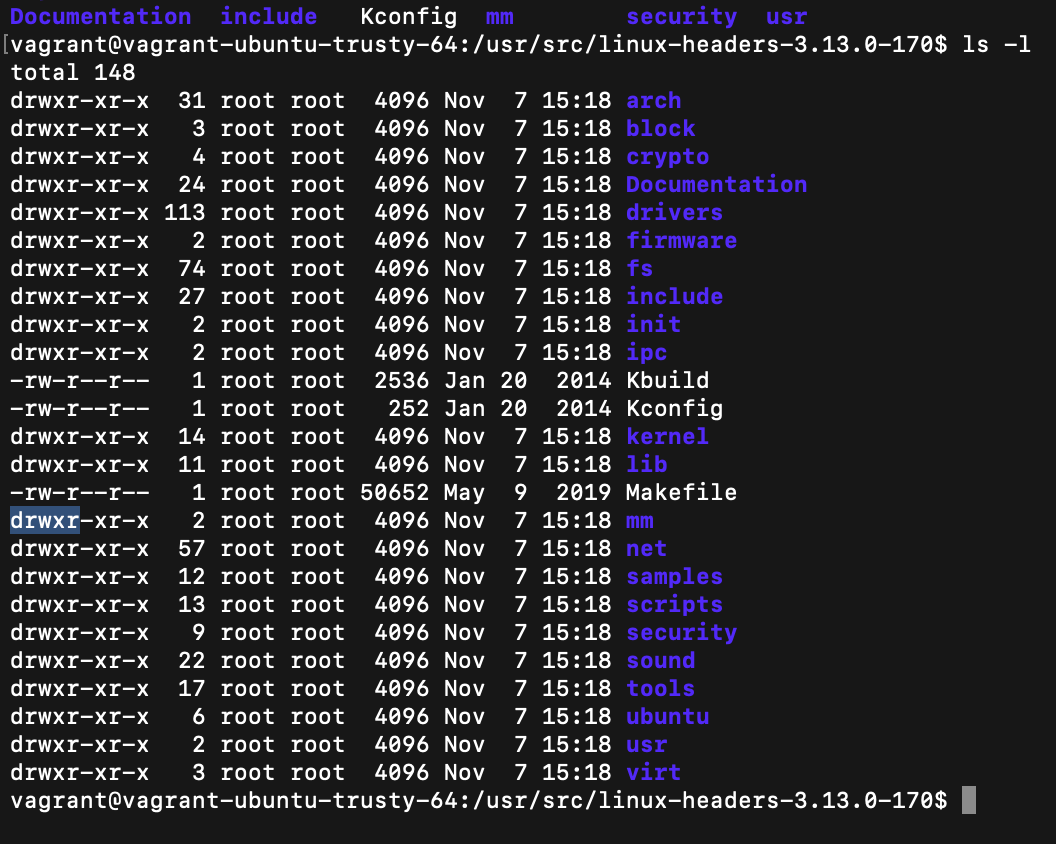 Documentation  include   Kconfig  mm        security  usr
[vagrant@vagrant-ubuntu-trusty-64:/usr/src/linux-headers-3.13.0-170$ ls -l
total 148
drwxr-xr-x  31 root root  4096 Nov  7 15:18 arch
drwxr-xr-x   3 root root  4096 Nov  7 15:18 block
drwxr-xr-x   4 root root  4096 Nov  7 15:18 crypto
drwxr-xr-x  24 root root  4096 Nov  7 15:18 Documentation
drwxr-xr-x 113 root root  4096 Nov  7 15:18 drivers
drwxr-xr-x   2 root root  4096 Nov  7 15:18 firmware
drwxr-xr-x  74 root root  4096 Nov  7 15:18 fs
drwxr-xr-x  27 root root  4096 Nov  7 15:18 include
drwxr-xr-x   2 root root  4096 Nov  7 15:18 init
drwxr-xr-x   2 root root  4096 Nov  7 15:18 ipc
-rw-r--r--   1 root root  2536 Jan 20  2014 Kbuild
-rw-r--r--   1 root root   252 Jan 20  2014 Kconfig
drwxr-xr-x  14 root root  4096 Nov  7 15:18 kernel
drwxr-xr-x  11 root root  4096 Nov  7 15:18 lib
-rw-r--r--   1 root root 50652 May  9  2019 Makefile
drwxr-xr-x   2 root root  4096 Nov  7 15:18 mm
drwxr-xr-x  57 root root  4096 Nov  7 15:18 net
drwxr-xr-x  12 root root  4096 Nov  7 15:18 samples
drwxr-xr-x  13 root root  4096 Nov  7 15:18 scripts
drwxr-xr-x   9 root root  4096 Nov  7 15:18 security
drwxr-xr-x  22 root root  4096 Nov  7 15:18 sound
drwxr-xr-x  17 root root  4096 Nov  7 15:18 tools
drwxr-xr-x   6 root root  4096 Nov  7 15:18 ubuntu
drwxr-xr-x   2 root root  4096 Nov  7 15:18 usr
drwxr-xr-x   3 root root  4096 Nov  7 15:18 virt
vagrant@vagrant-ubuntu-trusty-64:/usr/src/linux-headers-3.13.0-170$